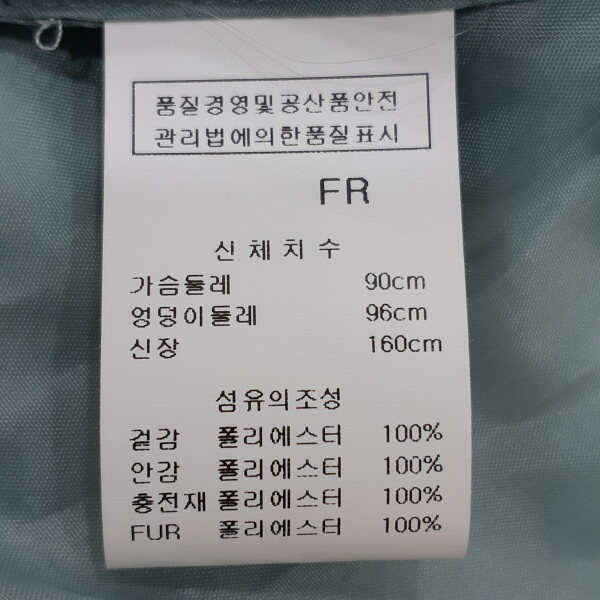 품질경영및공산품안전
관리법에의한품질표시
FR
신체치수
가슴둘레 90cm
엉덩이둘레 96cm
신장 160cm
섬유의조성
겉감 폴리에스터 100%
안감 폴리에스터 100%
충전재 폴리에스터 100%
FUR 폴리에스터 100%